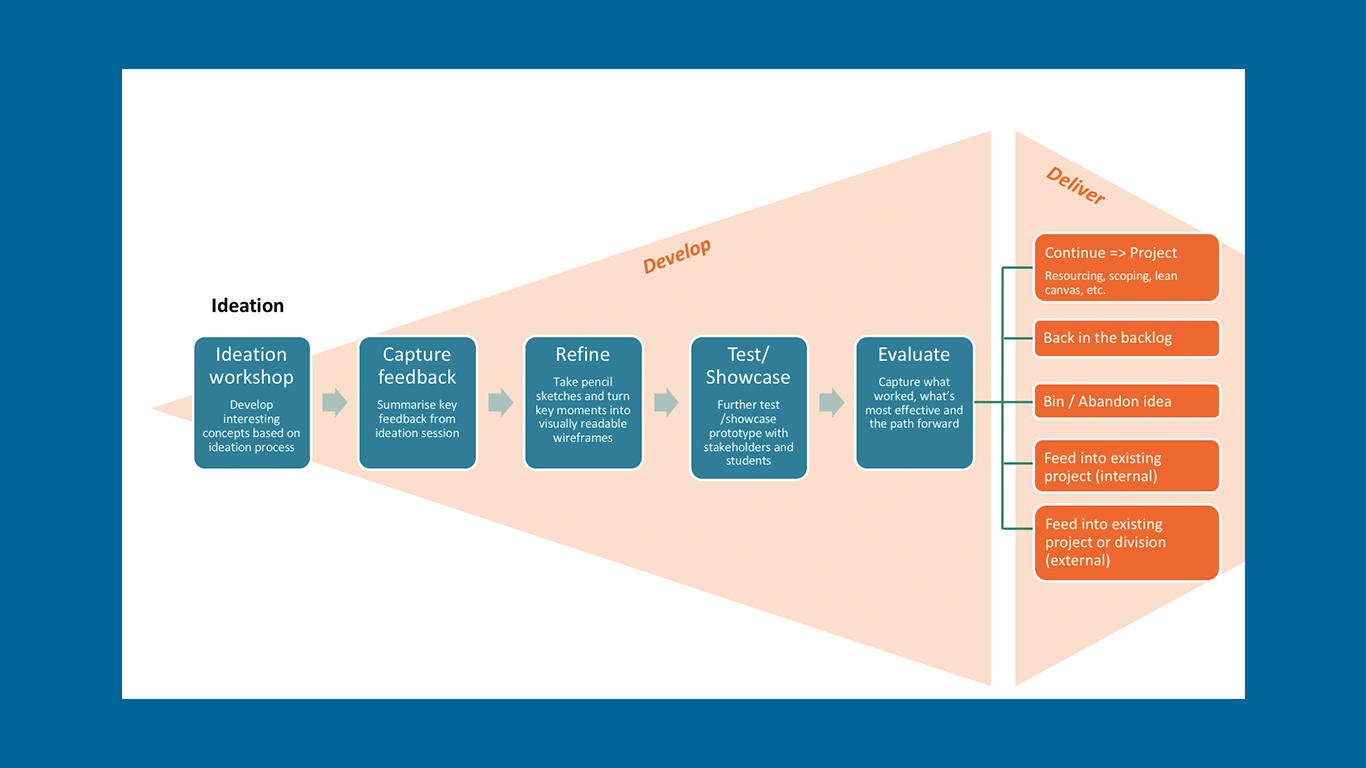 Develop
Deliver
Ideation
Ideation
workshop
Develop
interesting
concepts based on
ideation process
Capture
feedback
Summarise key
feedback from
ideation session
Refine
Take pencil
sketches and turn
key moments into
visually readable
wireframes
Test/
Showcase
Further test
/showcase
prototype with
stakeholders and
students
Evaluate
Capture what
worked, what’s
most effective and
the path forward
Continue => Project
Resourcing, scoping, lean
canvas, etc.
Back in the backlog
Bin / Abandon idea
Feed into existing
project (internal)
Feed into existing
project or division
(external)